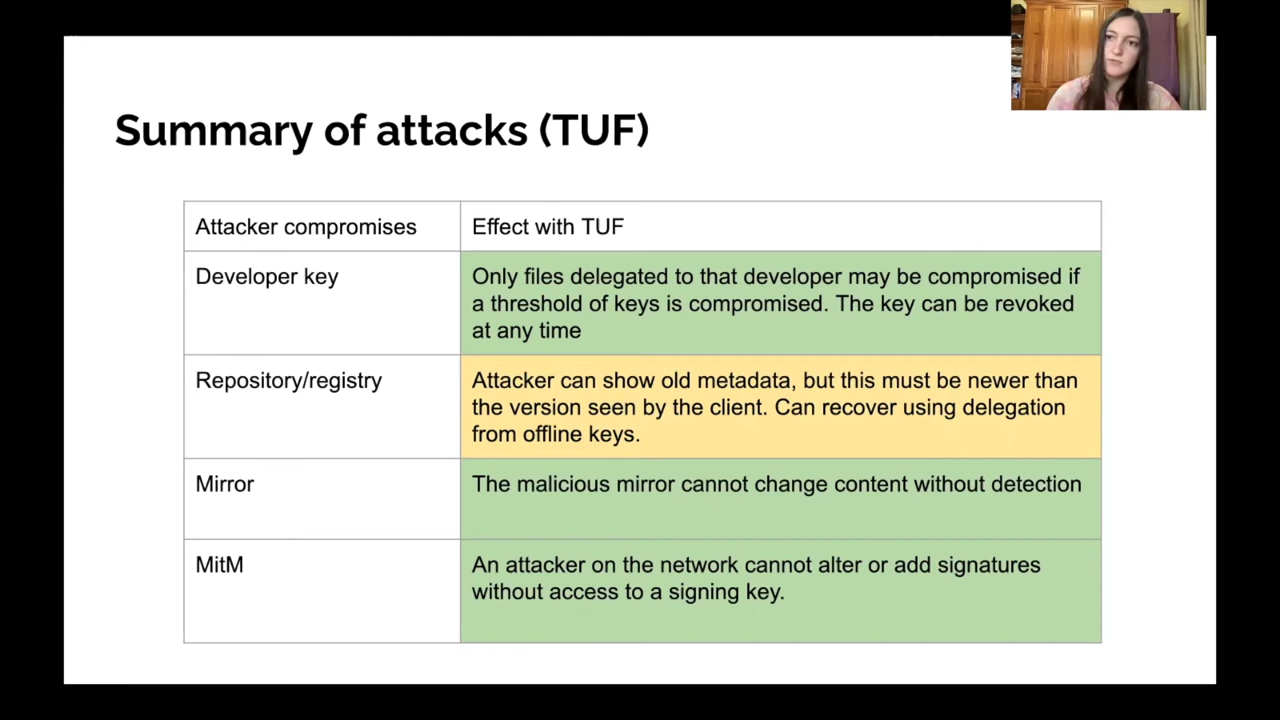 Summary of attacks (TUF)
Attacker compromises
Effect with TUF
Developer key
Only files delegated to that developer may be compromised if
a threshold of keys is compromised. The key can be revoked
at any time
Repository/registry
Attacker can show old metadata, but this must be newer than
the version seen by the client. Can recover using delegation
from offline keys.
Mirror
The malicious mirror cannot change content without detection
MitM
An attacker on the network cannot alter or add signatures
without access to a signing key.